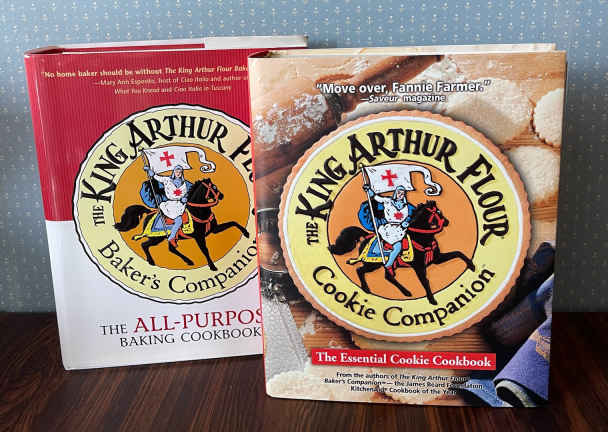 "No home baker should be without The King Arthur Flour
—Mary Ann Esposito, host of Ciao Italia and author of
What You Knead and Ciao Italia in Tuscany
THE KING ARTHUR
Baker's Companion
THE ALL-PURPOS
BAKING COOKBOOK
"Move over, Fannie Farmer."
—Saveur magazine
THE KING ARTHUR FLOUR
Cookie Companion
The Essential Cookie Cookbook
From the authors of The King Arthur Flour
Baker's Companion — the James Beard Foundation
KitchenAid Cookbook of the Year